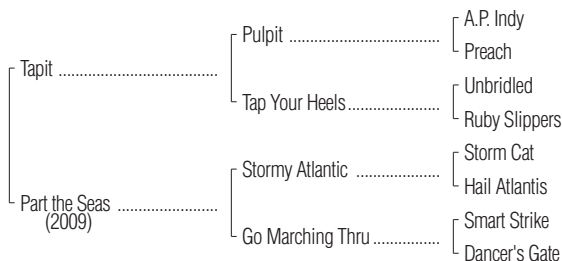 A.P. Indy
Pulpit ........................................
Preach
Tapit ..........................................
Unbridled
Tap Your Heels.........................
Ruby Slippers
Storm Cat
Stormy Atlantic ......................
Hail Atlantis
Part the Seas ..........................
(2009)
Smart Strike
Go Marching Thru..................
Dancer's Gate